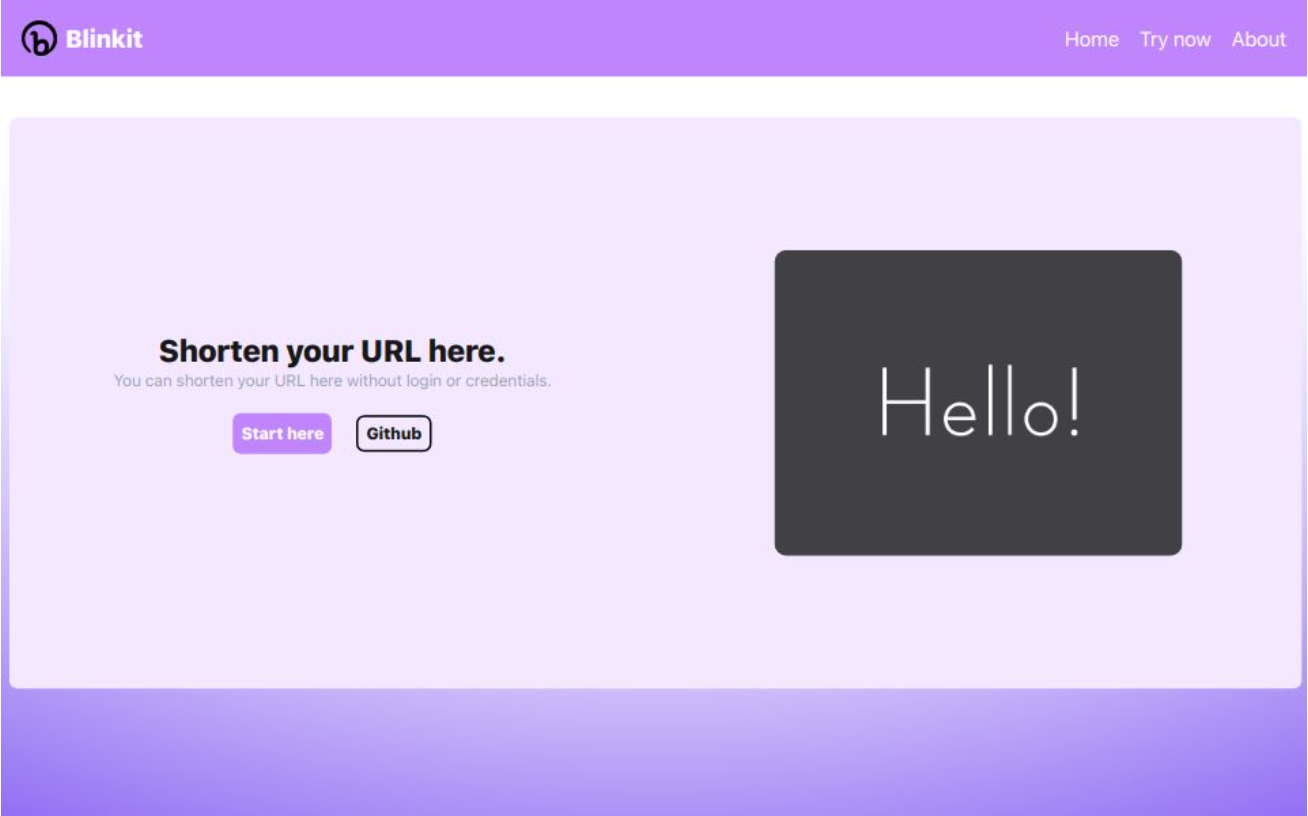 Blinkit
Home Try now About
Shorten your URL here.
You can shorten your URL here without login or credentials.
Start here Github
Hello!